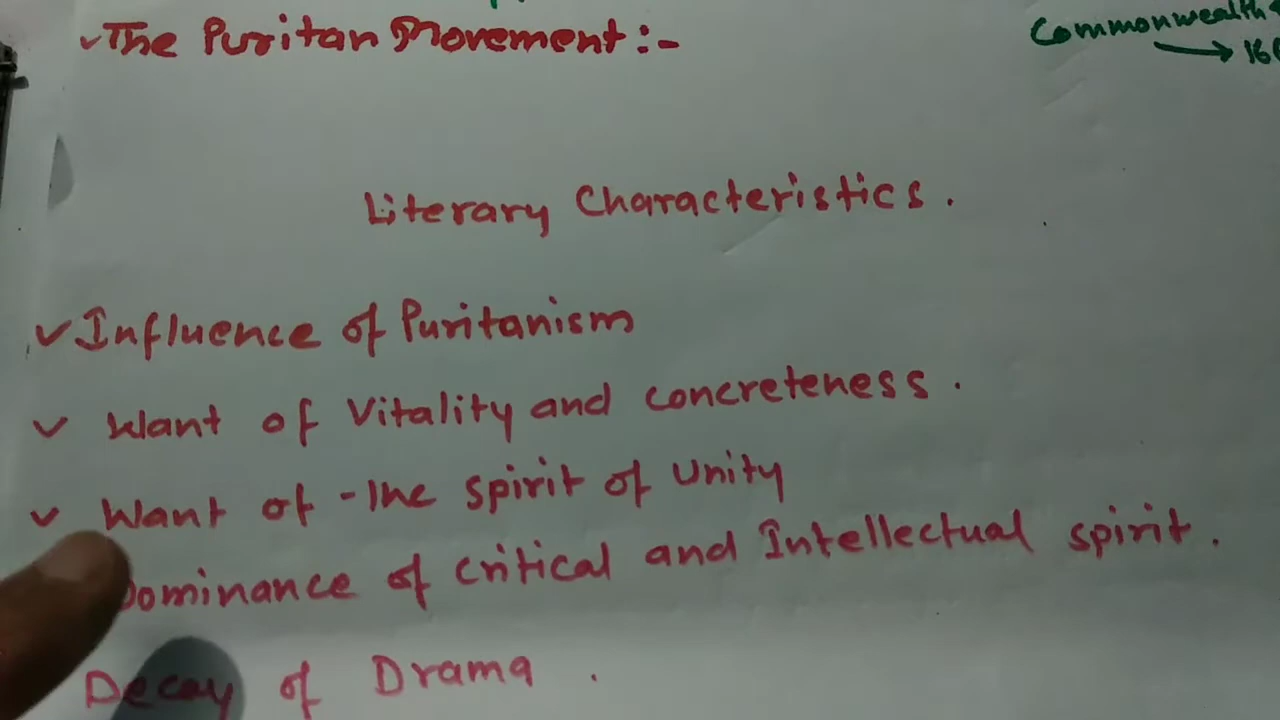 The Puritan Movement:-
Commonwealth
Literary Characteristics.
Influence of Puritanism
Want of Vitality and concreteness.
Want of the spirit of Unity
Dominance of critical and Intellectual spirit.
Decay of Drama.